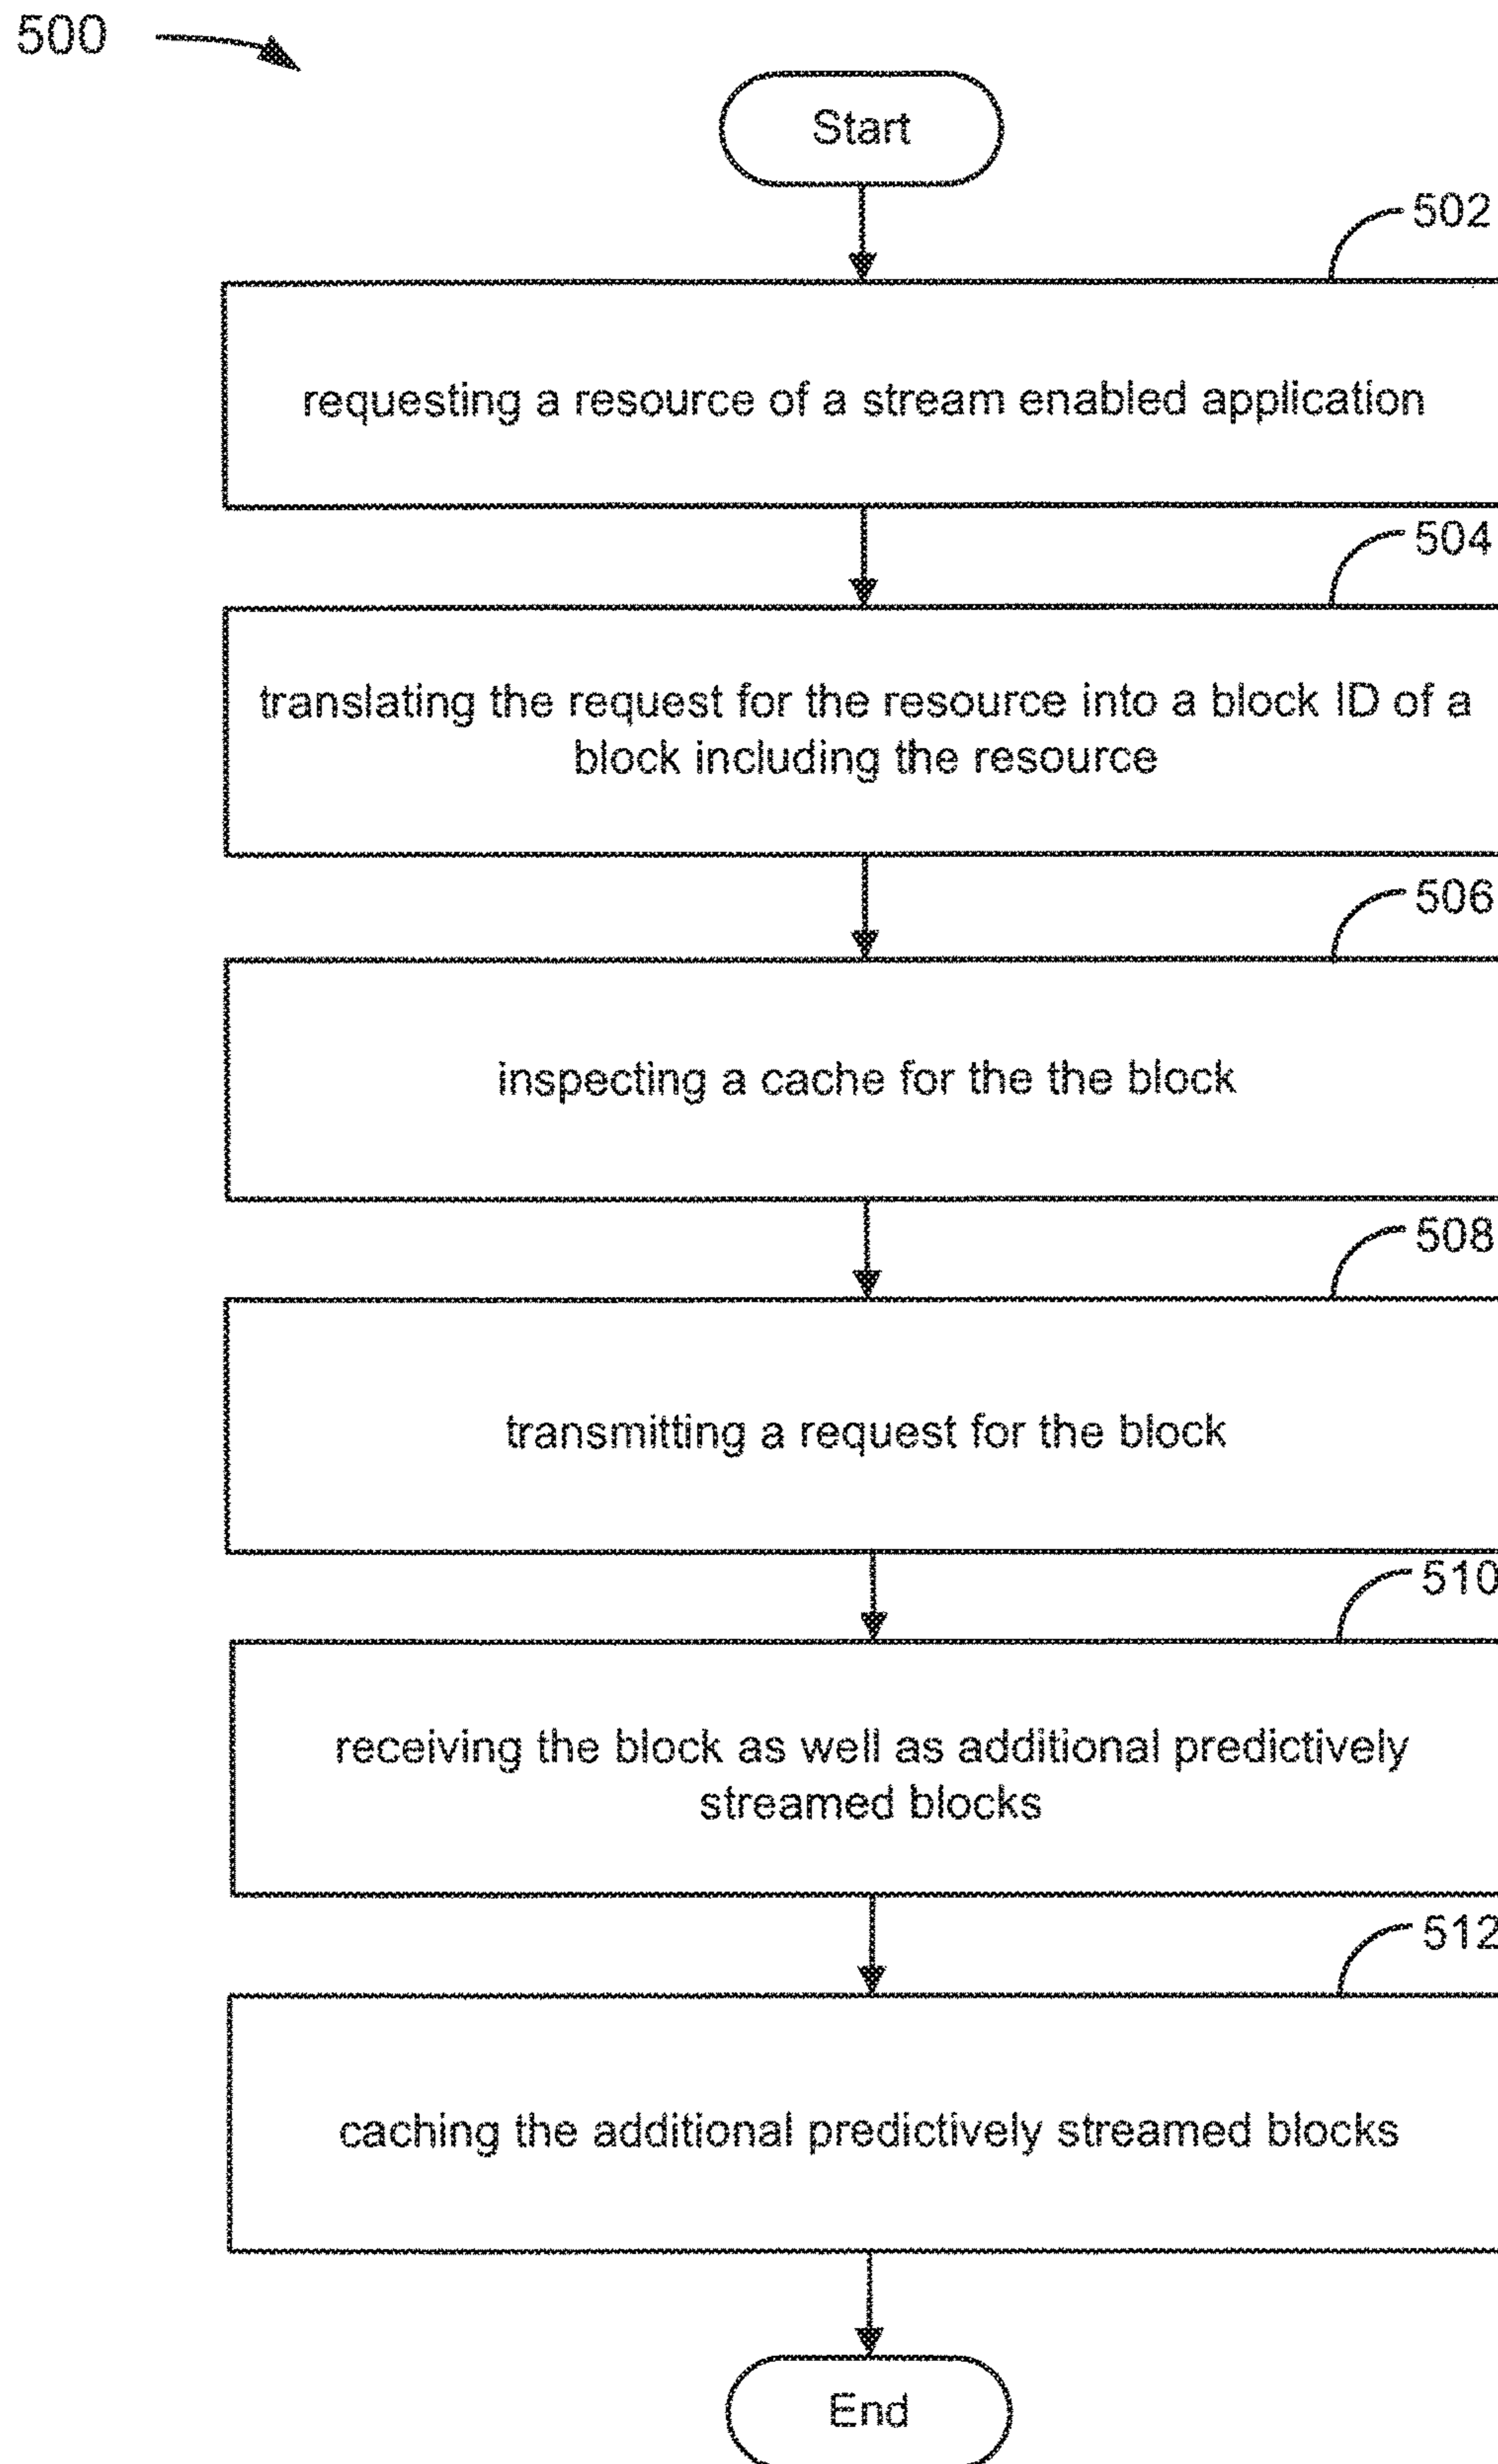 500
Start
502
requesting a resource of a stream enabled application
504
translating the request for the resource into a block ID of a
block including the resource
506
inspecting a cache for the the block
508
transmitting a request for the block
510
receiving the block as well as additional predictively
streamed blocks
512
caching the additional predictively streamed blocks
End